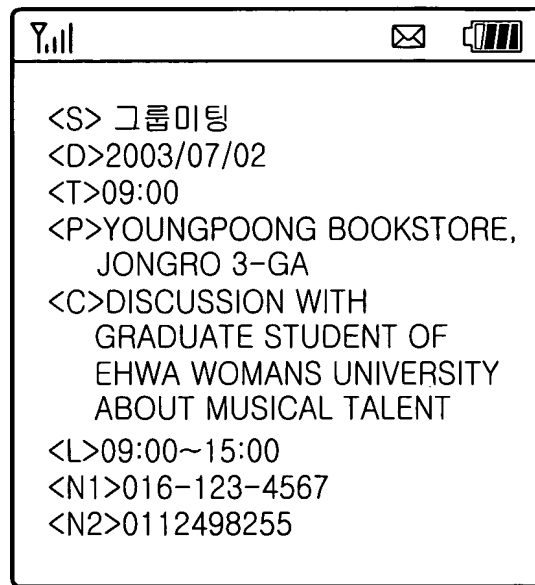 <S> 그룹미팅
<D>2003/07/02
<T>09:00
<P>YOUNGPOONG BOOKSTORE,
JONGRO 3-GA
<C>DISCUSSION WITH
GRADUATE STUDENT OF
EHWA WOMANS UNIVERSITY
ABOUT MUSICAL TALENT
<L>09:00~15:00
<N1>016-123-4567
<N2>0112498255